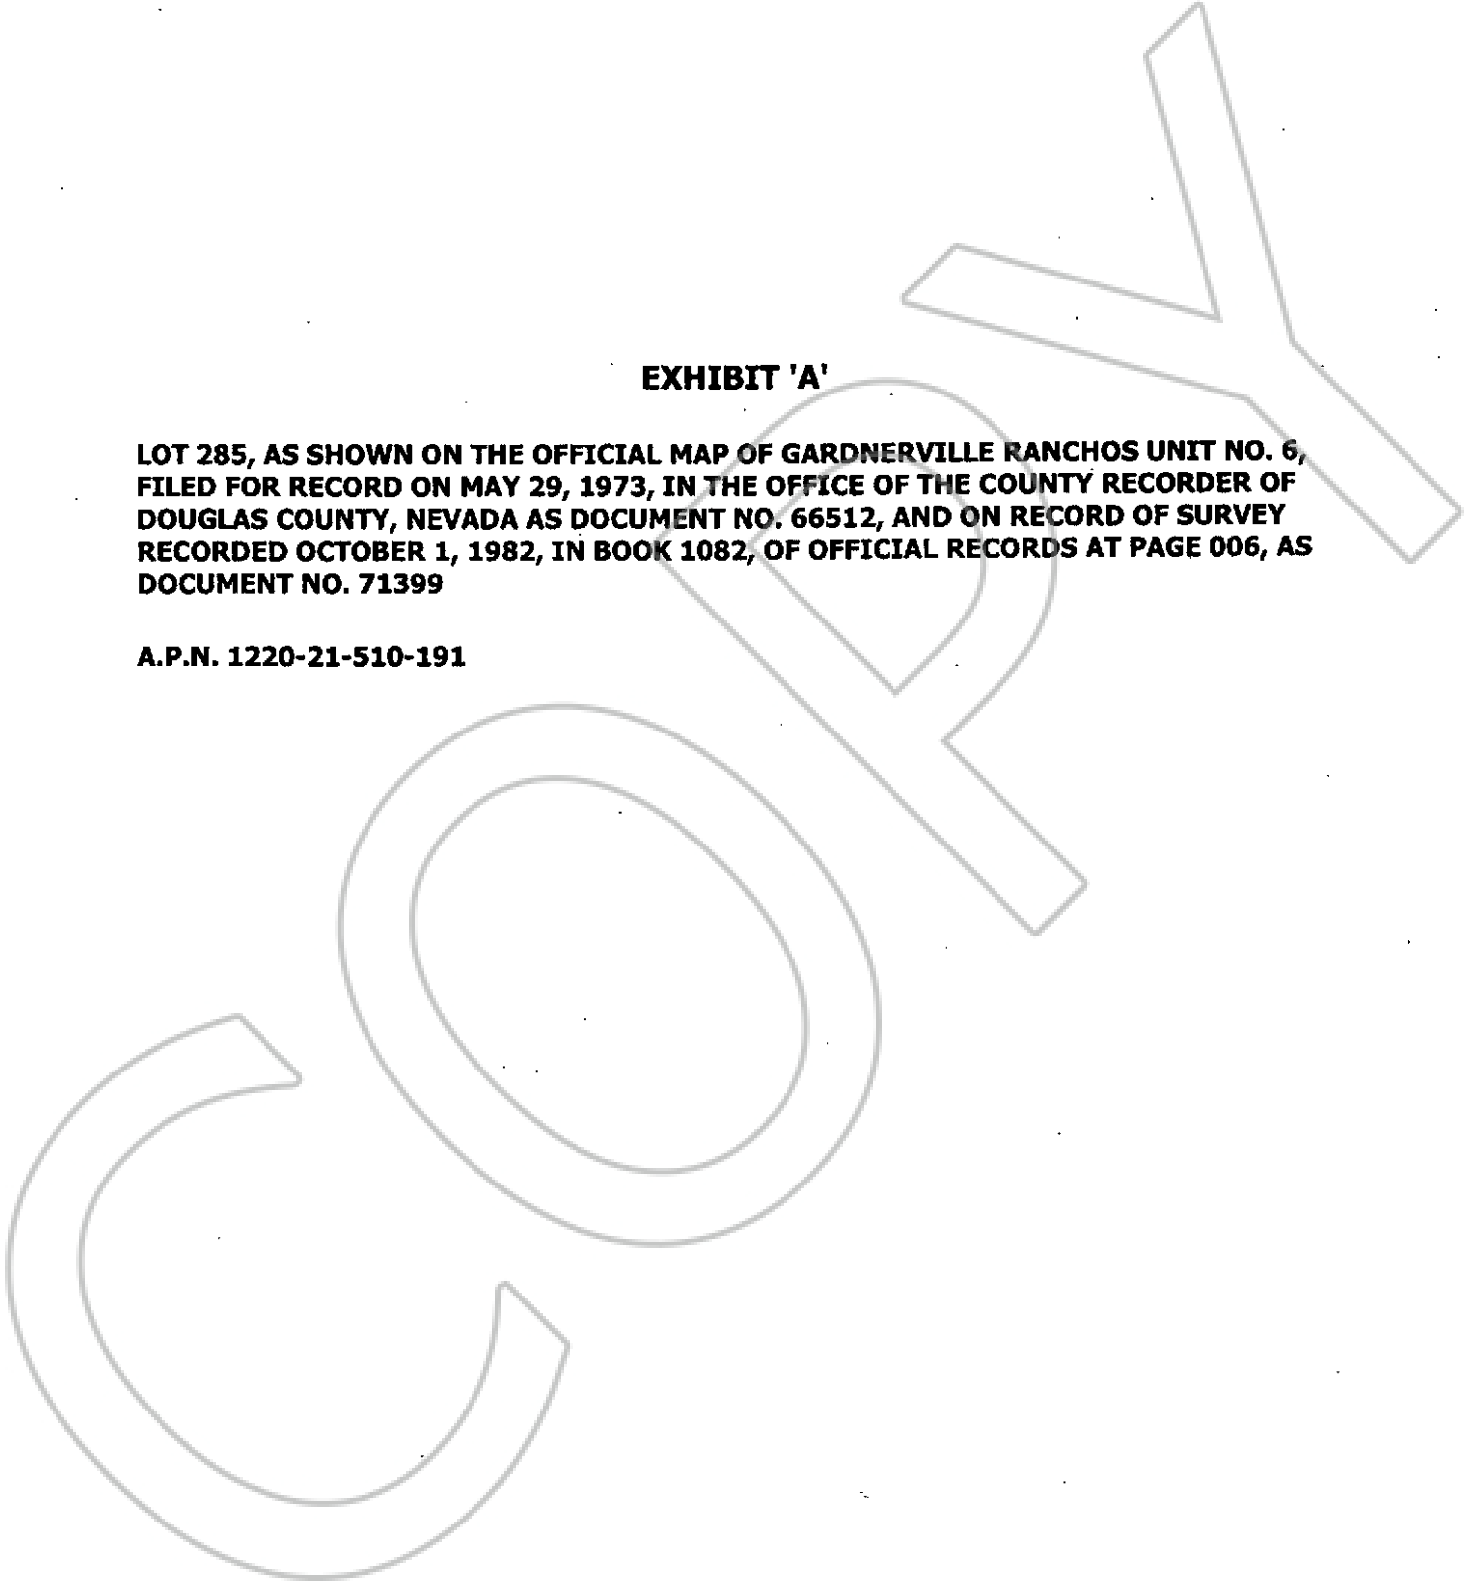 EXHIBIT 'A'
LOT 285, AS SHOWN ON THE OFFICIAL MAP OF GARDNERVILLE RANCHOS UNIT NO. 6,
FILED FOR RECORD ON MAY 29, 1973, IN THE OFFICE OF THE COUNTY RECORDER OF
DOUGLAS COUNTY, NEVADA AS DOCUMENT NO. 66512, AND ON RECORD OF SURVEY
RECORDED OCTOBER 1, 1982, IN BOOK 1082, OF OFFICIAL RECORDS AT PAGE 006, AS
DOCUMENT NO. 71399
A.P.N. 1220-21-510-191
COPY